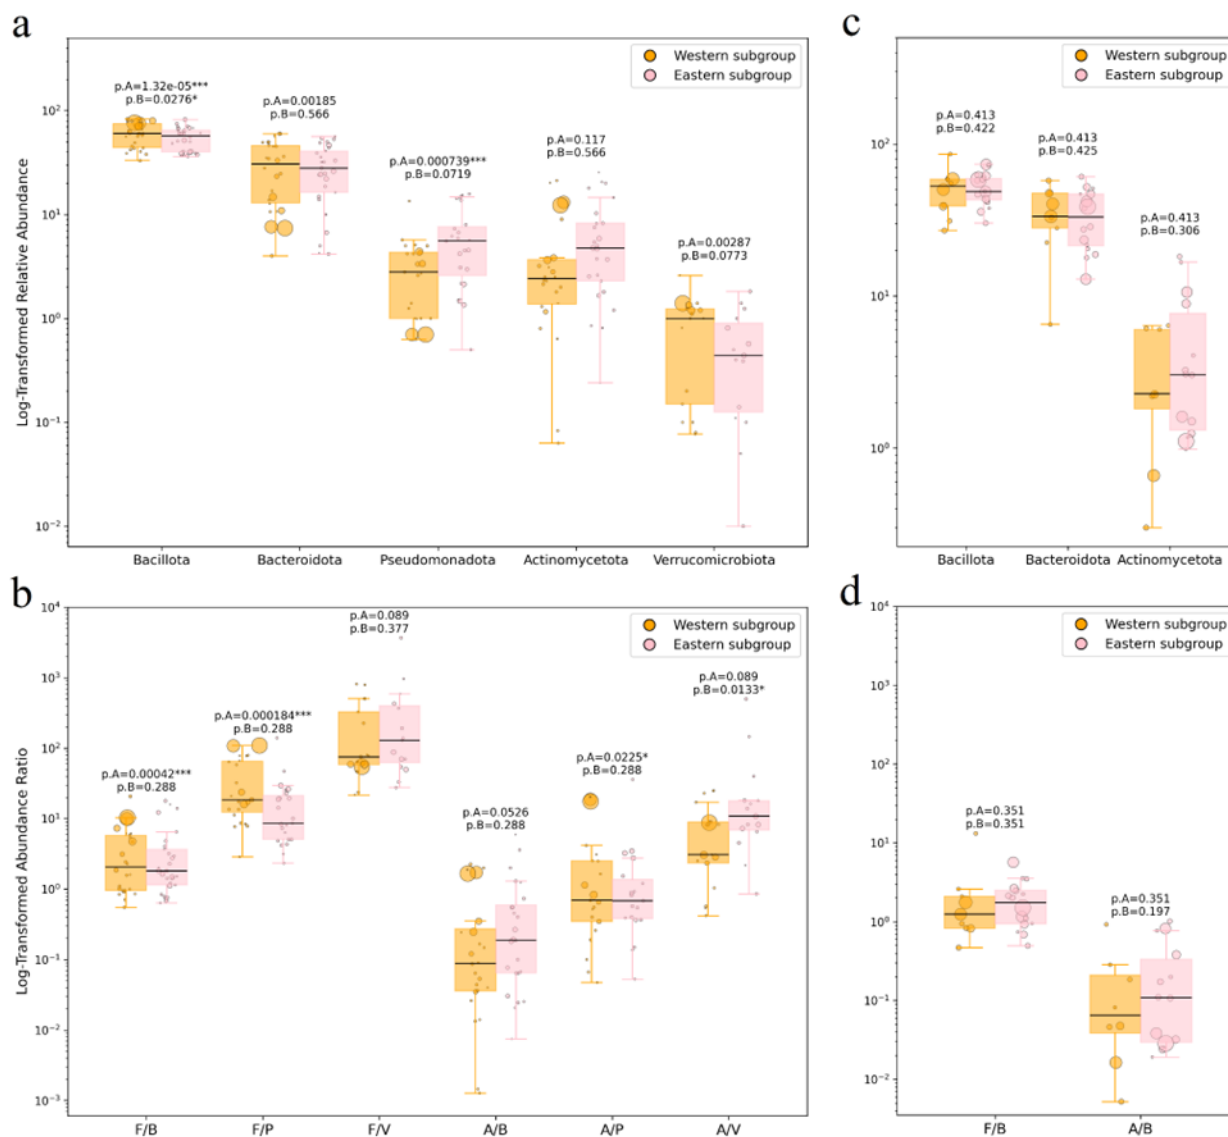 a
Log-Transformed Relative Abundance
10²
10¹
10⁰
10⁻¹
10⁻²
Western subgroup
Eastern subgroup
p.A=1.32e-05***
p.B=0.0276*
p.A=0.00185
p.B=0.566
p.A=0.000739***
p.B=0.0719
p.A=0.117
p.B=0.566
p.A=0.00287
p.B=0.0773
Bacillota
Bacteroidota
Pseudomonadota
Actinomycetota
Verrucomicrobiota
c
10²
10¹
10⁰
Western subgroup
Eastern subgroup
p.A=0.413
p.B=0.422
p.A=0.413
p.B=0.425
p.A=0.413
p.B=0.306
Bacillota
Bacteroidota
Actinomycetota
b
Log-Transformed Abundance Ratio
10⁴
10³
10²
10¹
10⁰
10⁻¹
10⁻²
10⁻³
Western subgroup
Eastern subgroup
p.A=0.00042***
p.B=0.288
p.A=0.000184***
p.B=0.288
p.A=0.089
p.B=0.377
p.A=0.0526
p.B=0.288
p.A=0.0225*
p.B=0.288
p.A=0.089
p.B=0.0133*
F/B
F/P
F/V
A/B
A/P
A/V
d
10⁴
10³
10²
10¹
10⁰
10⁻¹
10⁻²
Western subgroup
Eastern subgroup
p.A=0.351
p.B=0.351
p.A=0.351
p.B=0.197
F/B
A/B